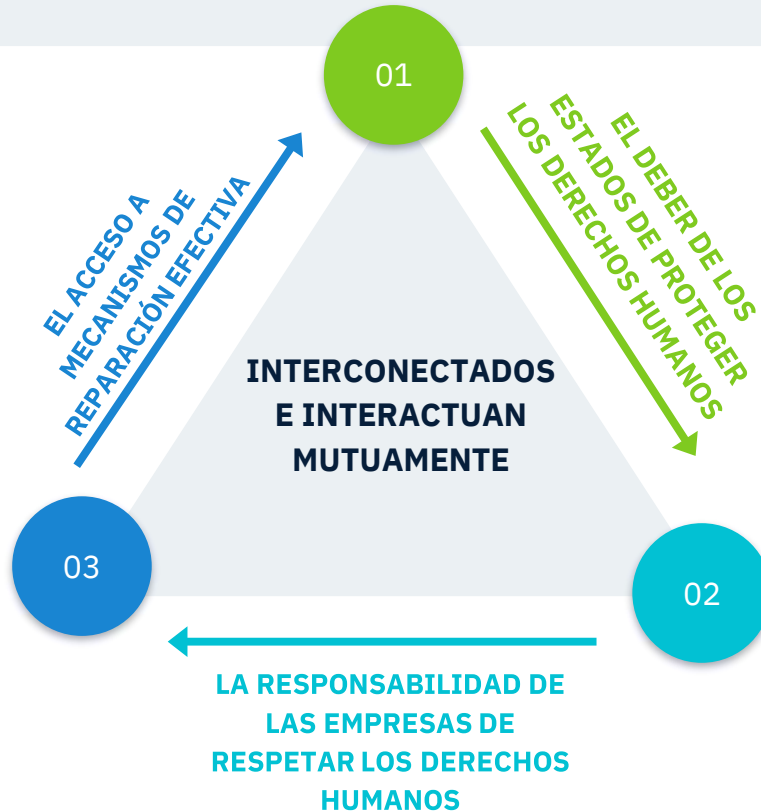 01
EL DEBER DE LOS
ESTADOS DE PROTEGER
LOS DERECHOS HUMANOS
EL ACCESO A
MECANISMOS DE
REPARACIÓN EFECTIVA
INTERCONECTADOS
E INTERACTUAN
MUTUAMENTE
03
02
LA RESPONSABILIDAD DE
LAS EMPRESAS DE
RESPETAR LOS DERECHOS
HUMANOS